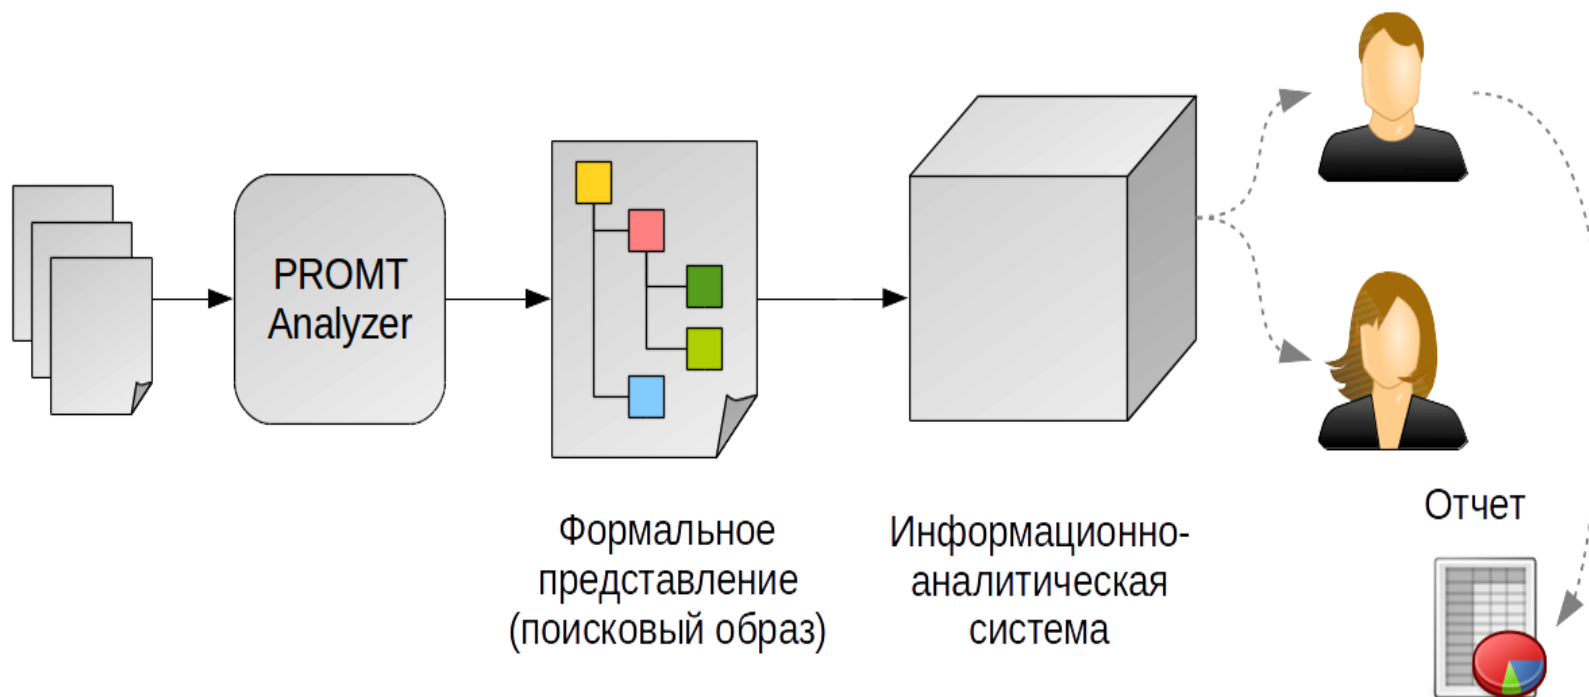 PROMT
Analyzer
Формальное
представление
(поисковый образ)
Информационно-
аналитическая
система
Отчет